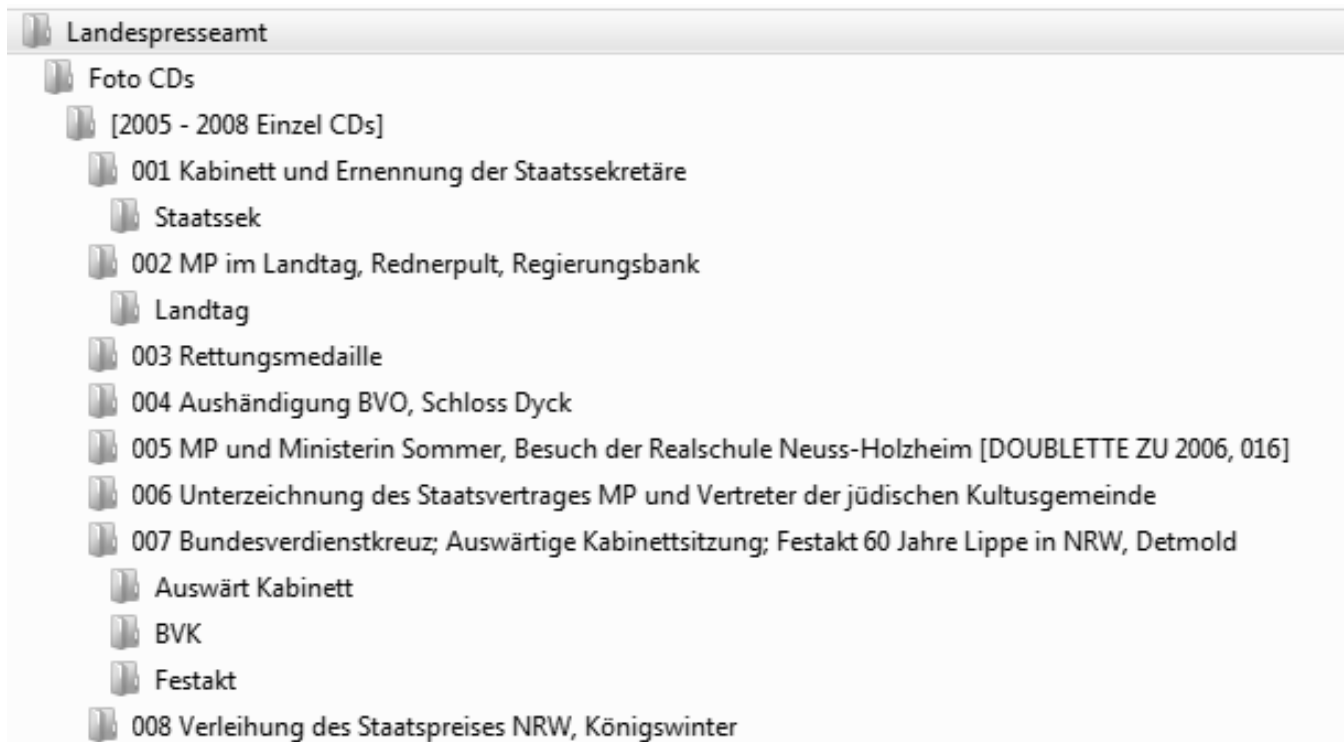 Landespresseamt
Foto CDs
[2005 - 2008 Einzel CDs]
001 Kabinett und Ernennung der Staatssekretäre
Staatssek
002 MP im Landtag, Rednerpult, Regierungsbank
Landtag
003 Rettungsmedaille
004 Aushändigung BVO, Schloss Dyck
005 MP und Ministerin Sommer, Besuch der Realschule Neuss-Holzheim [DOUBLETTE ZU 2006, 016]
006 Unterzeichnung des Staatsvertrages MP und Vertreter der jüdischen Kultusgemeinde
007 Bundesverdienstkreuz; Auswärtige Kabinettsitzung; Festakt 60 Jahre Lippe in NRW, Detmold
Auswärt Kabinett
BVK
Festakt
008 Verleihung des Staatspreises NRW, Königswinter